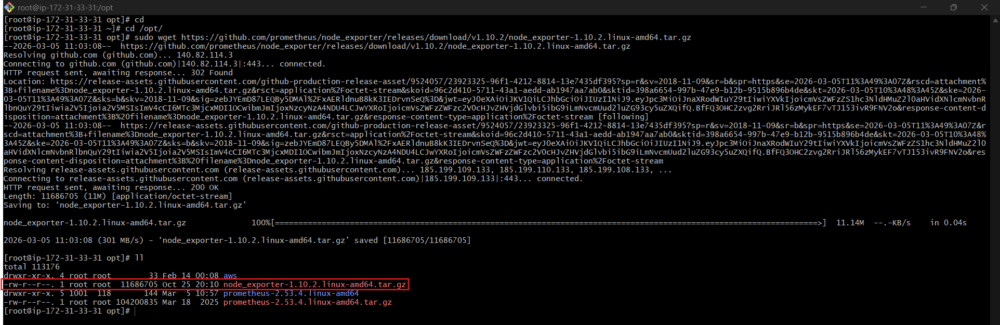 root@ip-172-31-33-31:/opt
[root@ip-172-31-33-31 opt]# cd
[root@ip-172-31-33-31 ~]# cd /opt/
[root@ip-172-31-33-31 opt]# sudo wget https://github.com/prometheus/node_exporter/releases/download/v1.10.2/node_exporter-1.10.2.linux-amd64.tar.gz
--2026-03-05 11:03:08--  https://github.com/prometheus/node_exporter/releases/download/v1.10.2/node_exporter-1.10.2.linux-amd64.tar.gz
Resolving github.com (github.com)... 140.82.114.3
Connecting to github.com (github.com)|140.82.114.3|:443... connected.
HTTP request sent, awaiting response... 302 Found
Location: https://release-assets.githubusercontent.com/github-production-release-asset/9524057/23923325-96f1-4212-8814-13e7435df395?sp=r&sv=2018-11-09&sr=b&spr=https&se=2026-03-05T11%3A49%3A07Z&rscd=attachment%
3B+filename%3Dnode_exporter-1.10.2.linux-amd64.tar.gz&rsct=application%2Foctet-stream&skoid=96c2d410-5711-43a1-aedd-ab1947aa7ab0&sktid=398a6654-997b-47e9-b12b-9515b896b4de&skt=2026-03-05T10%3A48%3A45Z&ske=2026-
03-05T11%3A49%3A07Z&sks=b&skv=2018-11-09&sig=zebJYEmD87LEQBy5DMAl%2FxAERldnuB8kK3IEDrvnSeQ%3D&jwt=eyJ0eXAiOiJKV1QiLCJhbGciOiJIUzI1NiJ9.eyJpc3MiOiJnaXRodWIuY29tIiwiYXVkIjoicmVsZWFzZS1hc3NldHMuZ2l0aHVidXNlcmNvbnR
lbnQuY29tIiwia2V5Ijoia2V5MSIsImV4cCI6MTc3MjcxMDI1OCwibmJmIjoxNzcyNzA4NDU4LCJwYXRoIjoicmVsZWFzZWFzc2V0cHJvZHVjdGlvbi5ibG9iLmNvcmUud2luZG93cy5uZXQifQ.BfFQ3OHC2zvg2RriJRl56zMykEF7vTJ153ivR9FNV2o&response-content-d
isposition=attachment%3B%20filename%3Dnode_exporter-1.10.2.linux-amd64.tar.gz&response-content-type=application%2Foctet-stream [following]
--2026-03-05 11:03:08--  https://release-assets.githubusercontent.com/github-production-release-asset/9524057/23923325-96f1-4212-8814-13e7435df395?sp=r&sv=2018-11-09&sr=b&spr=https&se=2026-03-05T11%3A49%3A07Z&r
scd=attachment%3B+filename%3Dnode_exporter-1.10.2.linux-amd64.tar.gz&rsct=application%2Foctet-stream&skoid=96c2d410-5711-43a1-aedd-ab1947aa7ab0&sktid=398a6654-997b-47e9-b12b-9515b896b4de&skt=2026-03-05T10%3A48%
3A45Z&ske=2026-03-05T11%3A49%3A07Z&sks=b&skv=2018-11-09&sig=zebJYEmD87LEQBy5DMAl%2FxAERldnuB8kK3IEDrvnSeQ%3D&jwt=eyJ0eXAiOiJKV1QiLCJhbGciOiJIUzI1NiJ9.eyJpc3MiOiJnaXRodWIuY29tIiwiYXVkIjoicmVsZWFzZS1hc3NldHMuZ2l0
aHVidXNlcmNvbnRlbnQuY29tIiwia2V5Ijoia2V5MSIsImV4cCI6MTc3MjcxMDI1OCwibmJmIjoxNzcyNzA4NDU4LCJwYXRoIjoicmVsZWFzZWFzc2V0cHJvZHVjdGlvbi5ibG9iLmNvcmUud2luZG93cy5uZXQifQ.BfFQ3OHC2zvg2RriJRl56zMykEF7vTJ153ivR9FNV2o&res
ponse-content-disposition=attachment%3B%20filename%3Dnode_exporter-1.10.2.linux-amd64.tar.gz&response-content-type=application%2Foctet-stream
Resolving release-assets.githubusercontent.com (release-assets.githubusercontent.com)... 185.199.109.133, 185.199.110.133, 185.199.108.133, ...
Connecting to release-assets.githubusercontent.com (release-assets.githubusercontent.com)|185.199.109.133|:443... connected.
HTTP request sent, awaiting response... 200 OK
Length: 11686705 (11M) [application/octet-stream]
Saving to: ‘node_exporter-1.10.2.linux-amd64.tar.gz’
node_exporter-1.10.2.linux-amd64.tar.gz              100%[====================================================================================================================>]  11.14M  --.-KB/s    in 0.04s
2026-03-05 11:03:08 (301 MB/s) - ‘node_exporter-1.10.2.linux-amd64.tar.gz’ saved [11686705/11686705]
[root@ip-172-31-33-31 opt]# ll
total 113176
drwxr-xr-x. 4 root root        33 Feb 14 00:08 aws
-rw-r--r--. 1 root root  11686705 Oct 25 20:10 node_exporter-1.10.2.linux-amd64.tar.gz
drwxr-xr-x. 5 1001  118       144 Mar  5 10:57 prometheus-2.53.4.linux-amd64
-rw-r--r--. 1 root root 104200835 Mar 18  2025 prometheus-2.53.4.linux-amd64.tar.gz
[root@ip-172-31-33-31 opt]#